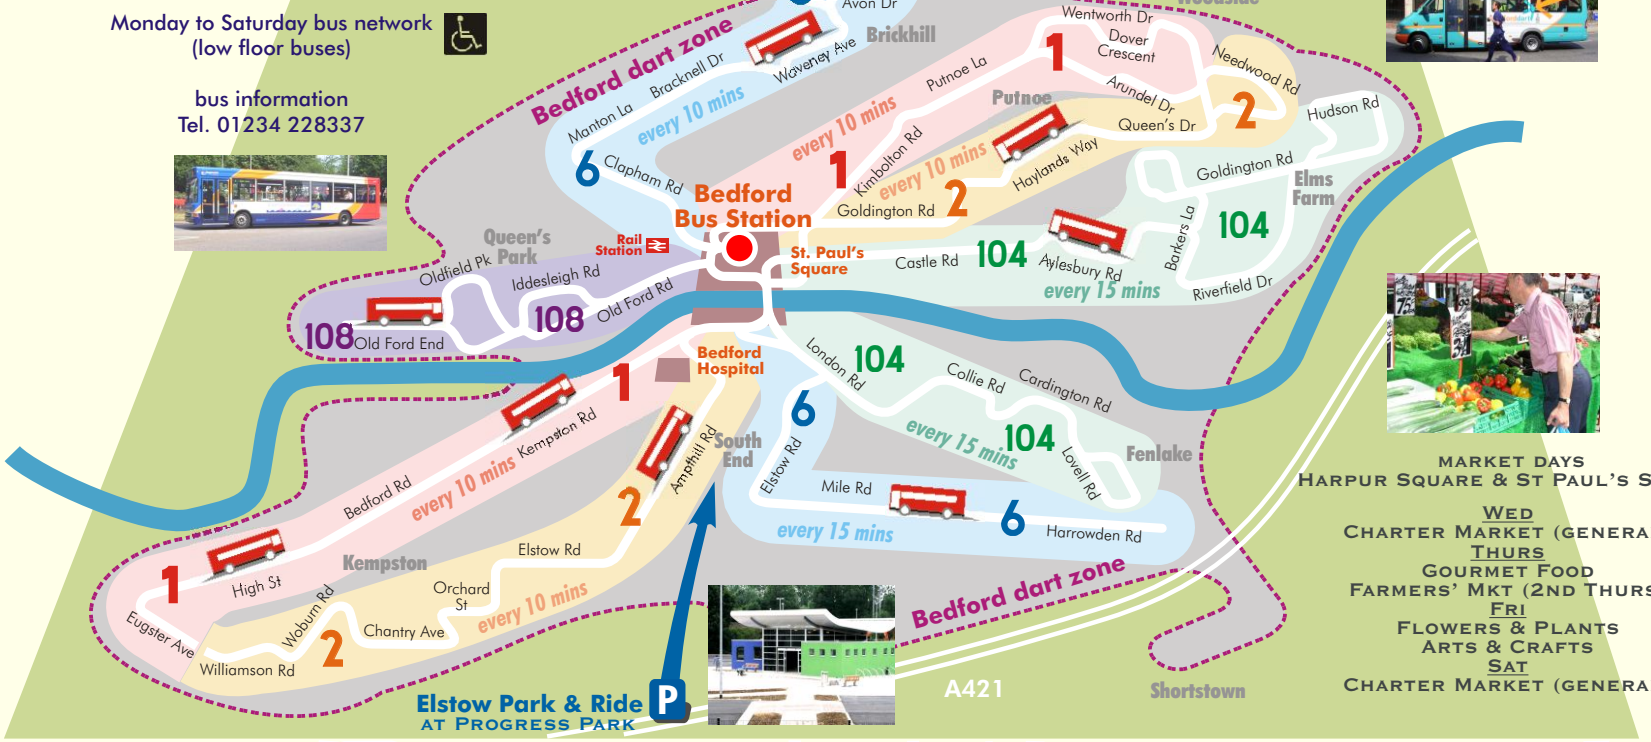 Monday to Saturday bus network
(low floor buses)
bus information
Tel. 01234 228337
Bedford dart zone
Avon Dr
Brickhill
Waveney Ave
Bracknell Dr
Manton La
every 10 mins
6
Clapham Rd
Woodside
Wentworth Dr
Dover
Crescent
1
Putnoe La
Arundel Dr
Needwood Rd
Putnoe
every 10 mins
1
Kimbolton Rd
Queen's Dr
2
Hudson Rd
every 10 mins
Haylands Way
2
Goldington Rd
Goldington Rd
Elms
Farm
Bedford
Bus Station
Rail
Station
St. Paul's
Square
Castle Rd
104
Aylesbury Rd
every 15 mins
Barkers La
104
Riverfield Dr
Queen's
Park
Oldfield Pk
Iddesleigh Rd
Old Ford Rd
108
108
Old Ford End
Bedford
Hospital
1
Kempston Rd
every 10 mins
Bedford Rd
High St
1
Eugster Ave
Kempston
South
End
Ampthill Rd
2
Elstow Rd
Orchard
St
every 10 mins
Chantry Ave
Woburn Rd
2
Williamson Rd
London Rd
104
Collie Rd
Cardington Rd
every 15 mins
104
Lovell Rd
Fenlake
6
Elstow Rd
Mile Rd
every 15 mins
6
Harrowden Rd
Bedford dart zone
A421
Shortstown
Elstow Park & Ride
AT PROGRESS PARK
P
MARKET DAYS
HARPUR SQUARE & ST PAUL'S S
WED
CHARTER MARKET (GENERA
THURS
GOURMET FOOD
FARMERS' MKT (2ND THURS
FRI
FLOWERS & PLANTS
ARTS & CRAFTS
SAT
CHARTER MARKET (GENERA